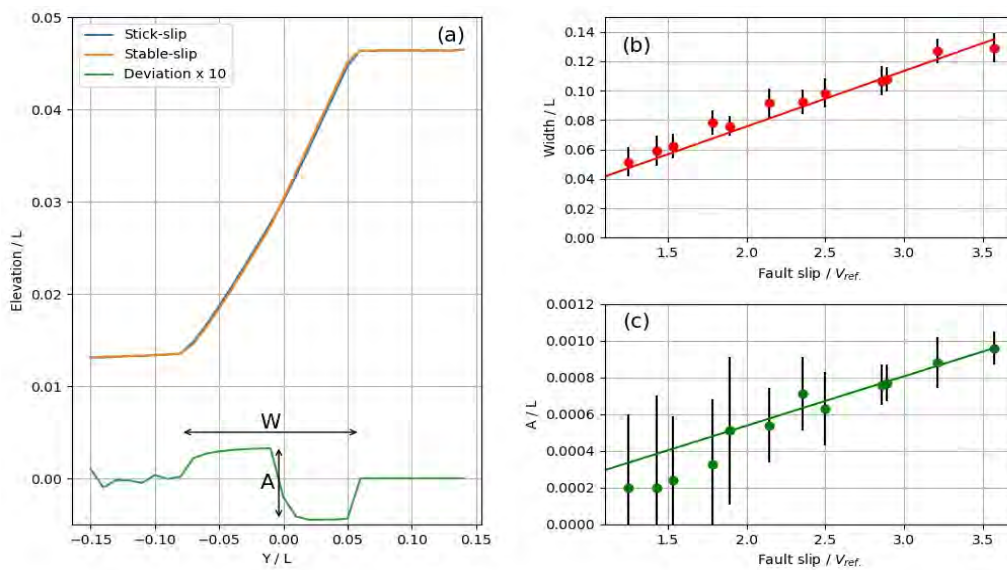 0.05
0.04
0.03
0.02
0.01
0.00
Elevation / L
Stick-slip
Stable-slip
Deviation x 10
(a)
W
A
−0.15 −0.10 −0.05 0.00 0.05 0.10 0.15
Y / L
(b)
0.14
0.12
0.10
0.08
0.06
0.04
0.02
0.00
Width / L
1.5 2.0 2.5 3.0 3.5
Fault slip / Vref.
(c)
0.0012
0.0010
0.0008
0.0006
0.0004
0.0002
0.0000
A / L
1.5 2.0 2.5 3.0 3.5
Fault slip / Vref.